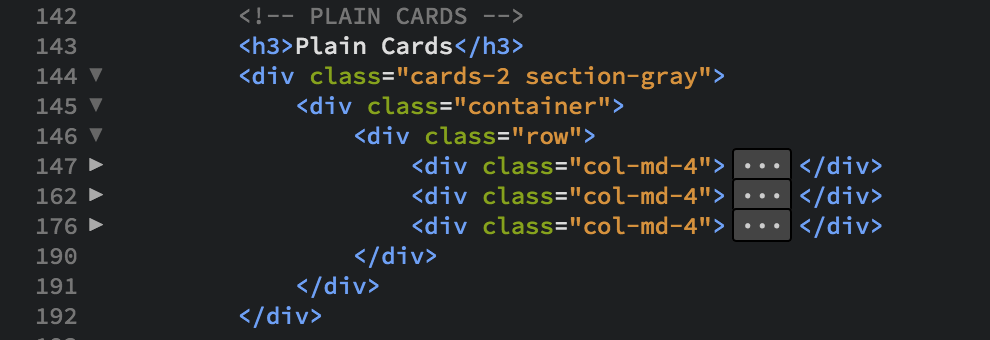 142 <!-- PLAIN CARDS -->
143 <h3>Plain Cards</h3>
144 <div class="cards-2 section-gray">
145 <div class="container">
146 <div class="row">
147 <div class="col-md-4"> ... </div>
162 <div class="col-md-4"> ... </div>
176 <div class="col-md-4"> ... </div>
190 </div>
191 </div>
192 </div>